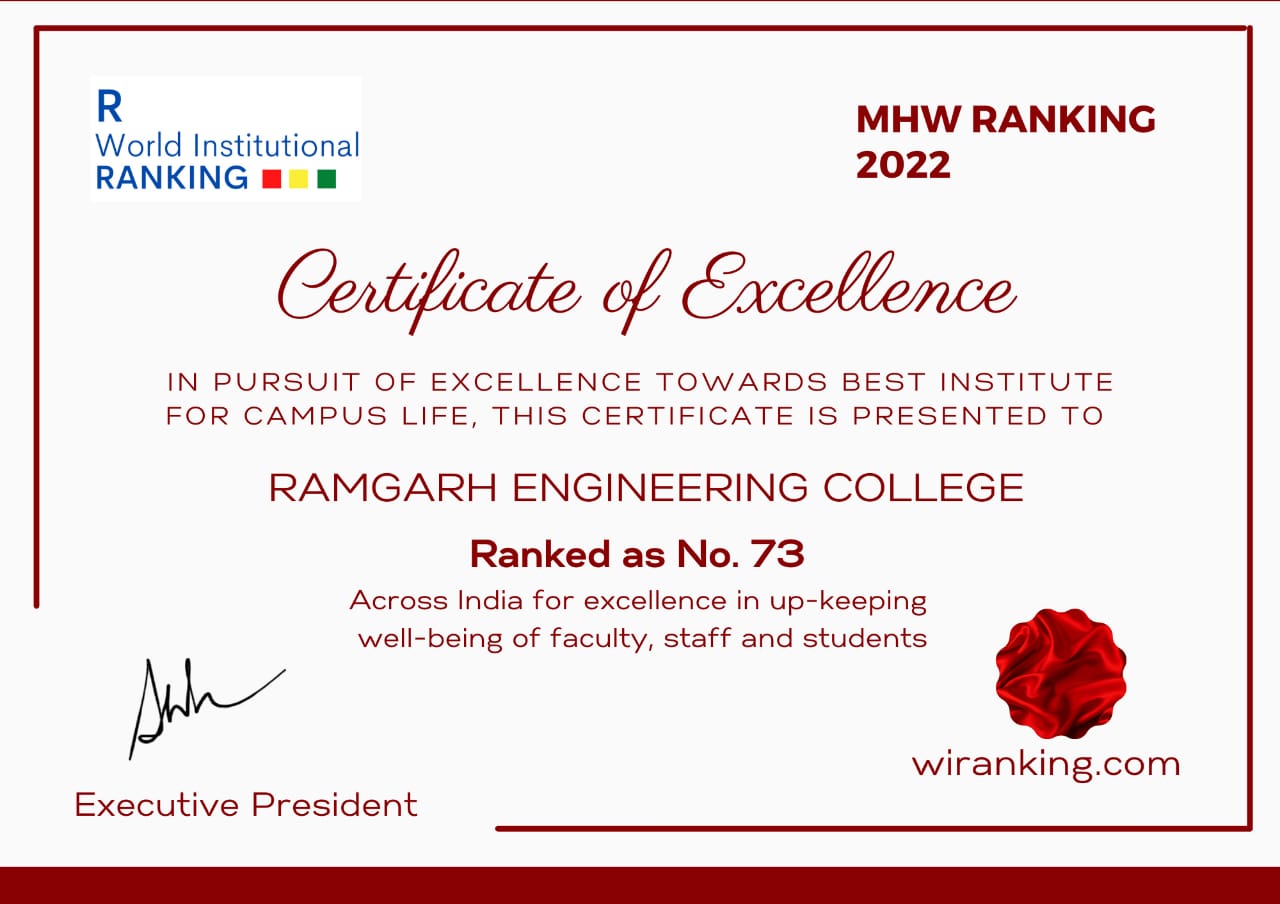 R
World Institutional
RANKING
MHW RANKING
2022
Certificate of Excellence
IN PURSUIT OF EXCELLENCE TOWARDS BEST INSTITUTE
FOR CAMPUS LIFE, THIS CERTIFICATE IS PRESENTED TO
RAMGARH ENGINEERING COLLEGE
Ranked as No. 73
Across India for excellence in up-keeping
well-being of faculty, staff and students
wiranking.com
Executive President